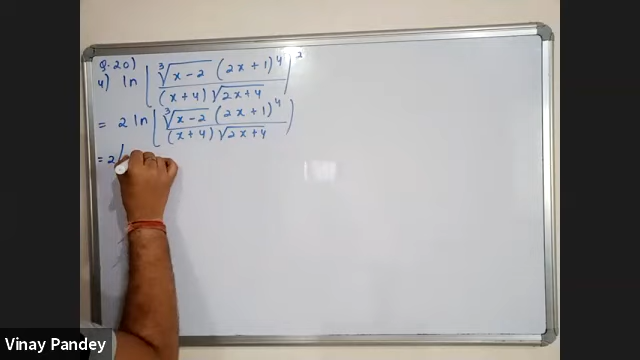 Q.20)
4) ln [ ∛(x-2) (2x+1)^4 / (x+4) √(2x+4) ]^2
= 2 ln [ ∛(x-2) (2x+1)^4 / (x+4) √(2x+4) ]
= 2 [
Vinay Pandey